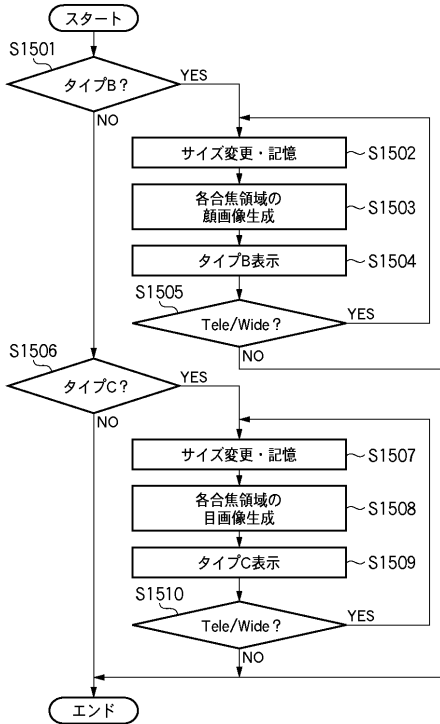 スタート
S1501
タイプB?
YES
NO
サイズ変更・記憶
S1502
各合焦領域の
顔画像生成
S1503
タイプB表示
S1504
S1505
Tele/Wide?
YES
NO
S1506
タイプC?
YES
NO
サイズ変更・記憶
S1507
各合焦領域の
目画像生成
S1508
タイプC表示
S1509
S1510
Tele/Wide?
YES
NO
エンド